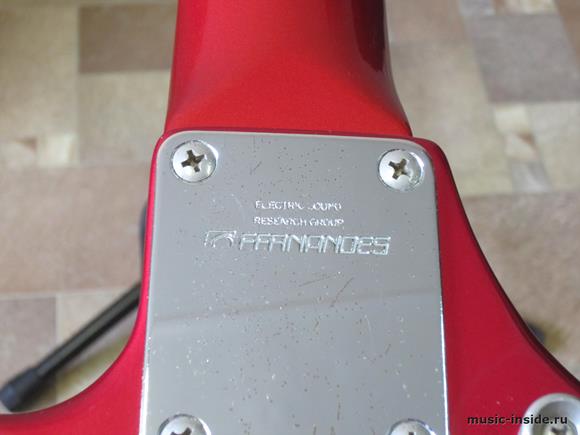 ELECTRIC SOUND
RESEARCH GROUP
FERNANDES
music-inside.ru